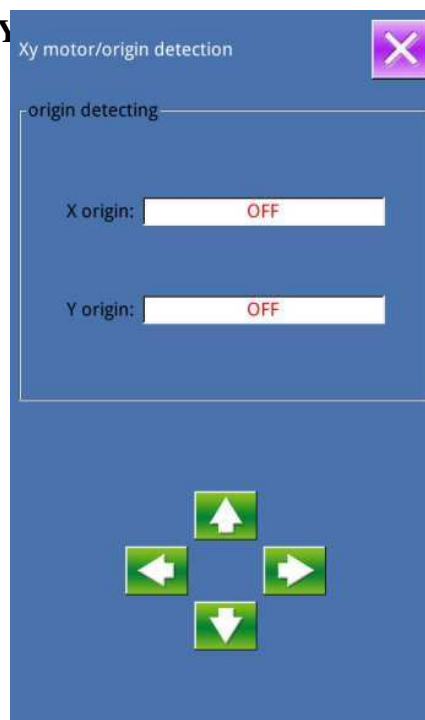 Y
Xy motor/origin detection
origin detecting
X origin: OFF
Y origin: OFF